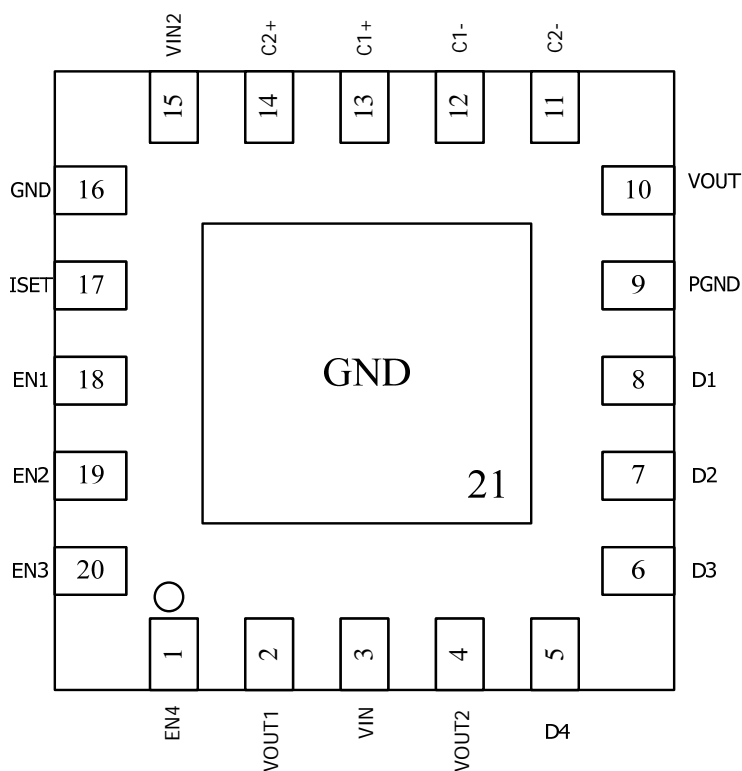 VIN2 C2+ C1+ C1- C2-
15 14 13 12 11
GND 16
10 VOUT
ISET 17
9 PGND
EN1 18
GND
8 D1
EN2 19
21
7 D2
EN3 20
6 D3
1 2 3 4 5
EN4 VOUT1 VIN VOUT2 D4